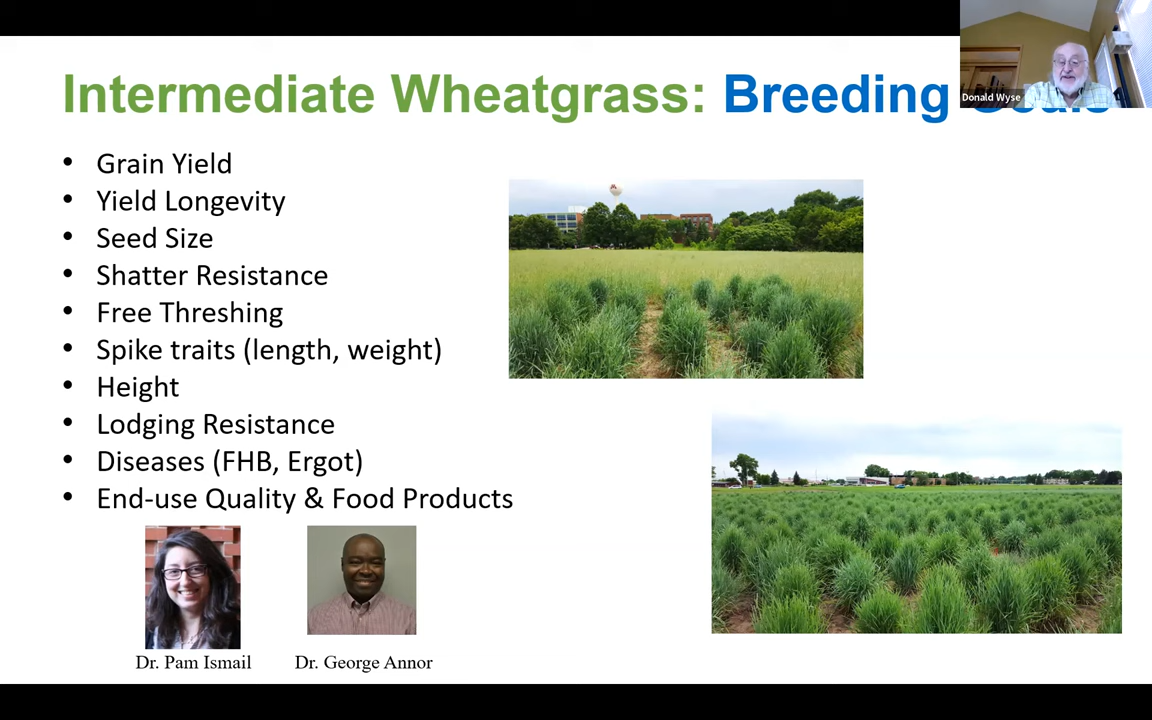 Intermediate Wheatgrass: Breeding
Donald Wyse
• Grain Yield
• Yield Longevity
• Seed Size
• Shatter Resistance
• Free Threshing
• Spike traits (length, weight)
• Height
• Lodging Resistance
• Diseases (FHB, Ergot)
• End-use Quality & Food Products
Dr. Pam Ismail
Dr. George Annor